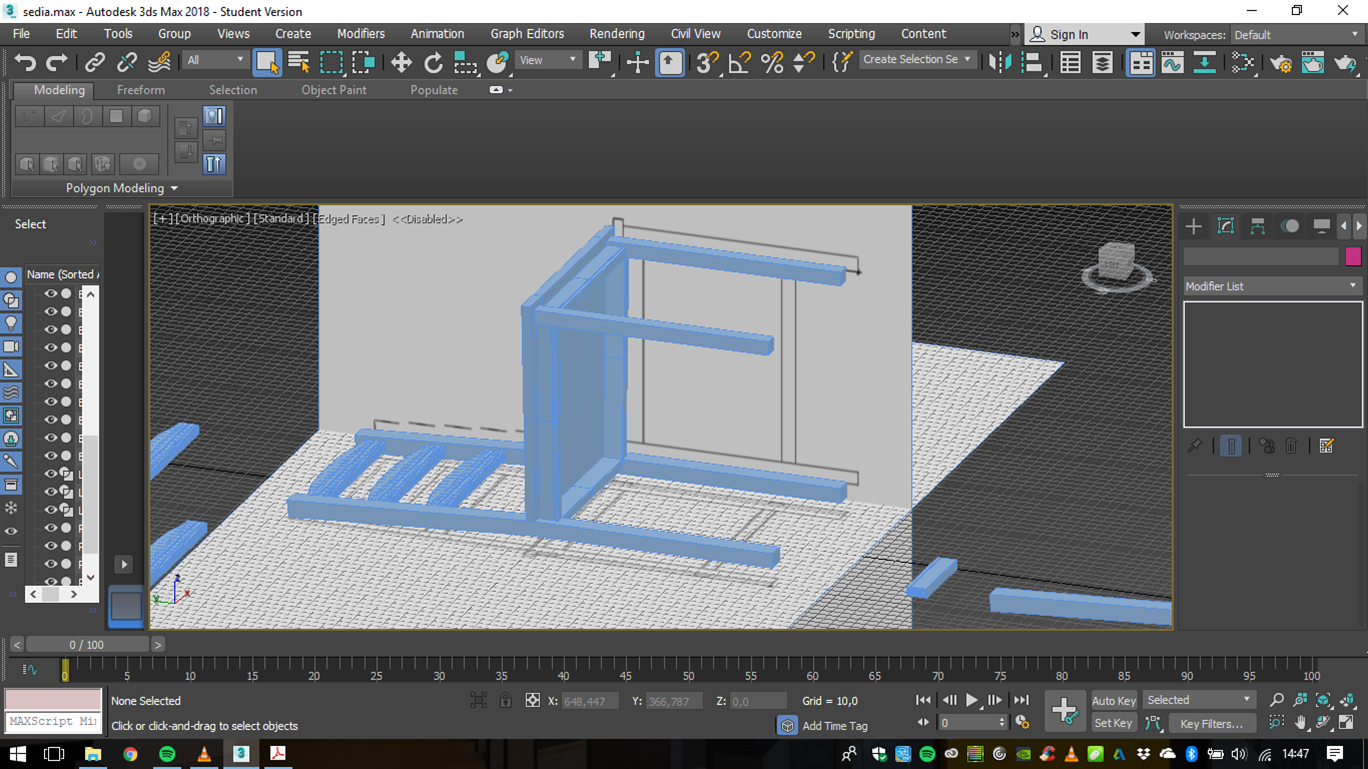 sedia.max - Autodesk 3ds Max 2018 - Student Version
File Edit Tools Group Views Create Modifiers Animation Graph Editors Rendering Civil View Customize Scripting Content » Sign In Workspaces: Default
All View Create Selection Se
Modeling Freeform Selection Object Paint Populate
Polygon Modeling
[+] [Orthographic ] [Standard ] [Edged Faces ] <<Disabled>>
Select
Name (Sorted A
Modifier List
z
y x
0 / 100
0 5 10 15 20 25 30 35 40 45 50 55 60 65 70 75 80 85 90 95 100
None Selected X: 648,447 Y: 366,787 Z: 0,0 Grid = 10,0 Auto Key Selected
MAXScript Mi
Click or click-and-drag to select objects Add Time Tag 0 Set Key Key Filters...
14:47